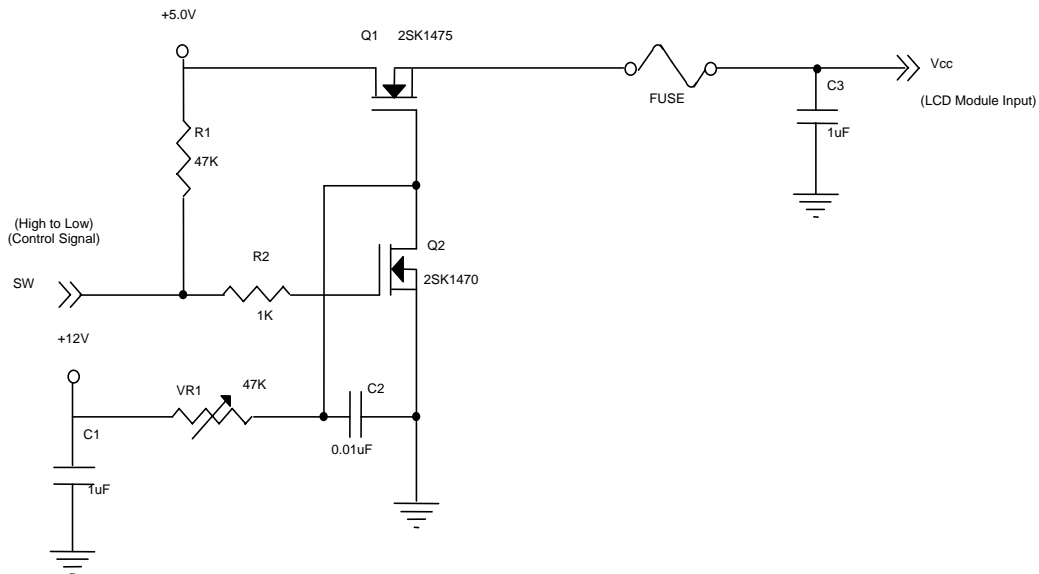 +5.0V
Q1 2SK1475
Vcc
FUSE
C3
(LCD Module Input)
R1
1uF
47K
(High to Low)
(Control Signal)
Q2
R2
2SK1470
SW
1K
+12V
VR1
47K
C2
C1
0.01uF
1uF